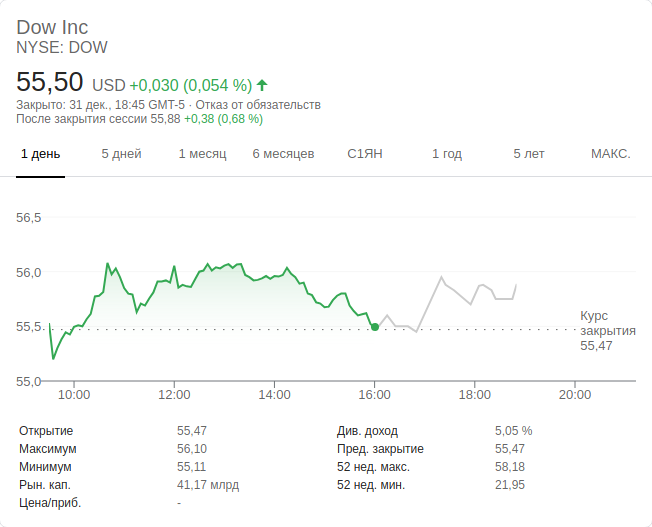 Dow Inc
NYSE: DOW
55,50 USD +0,030 (0,054 %)
Закрыто: 31 дек., 18:45 GMT-5 · Отказ от обязательств
После закрытия сессии 55,88 +0,38 (0,68 %)
1 день 5 дней 1 месяц 6 месяцев С1ЯН 1 год 5 лет МАКС.
56,5
56,0
55,5
55,0
Курс
закрытия
55,47
10:00 12:00 14:00 16:00 18:00 20:00
Открытие 55,47 Див. доход 5,05 %
Максимум 56,10 Пред. закрытие 55,47
Минимум 55,11 52 нед. макс. 58,18
Рын. кап. 41,17 млрд 52 нед. мин. 21,95
Цена/приб. -